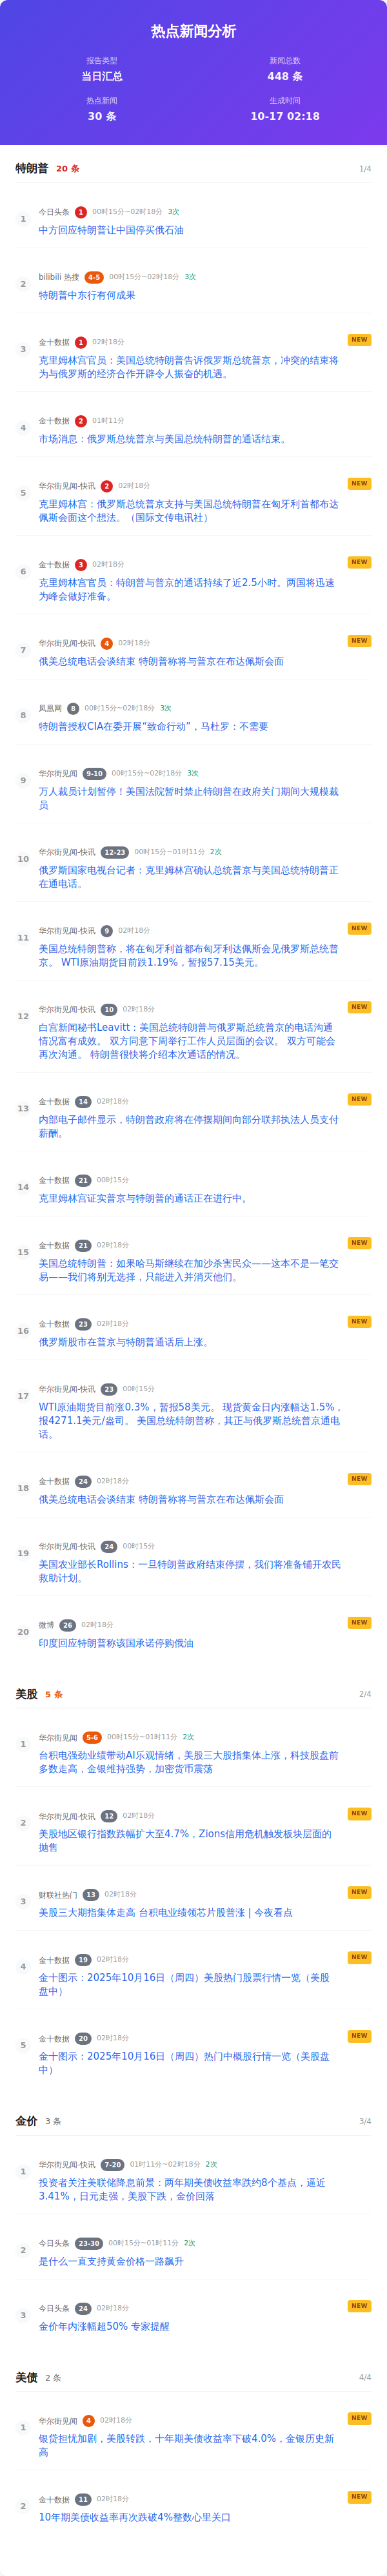 热点新闻分析
报告类型
当日汇总
新闻总数
448 条
热点新闻
30 条
生成时间
10-17 02:18
特朗普 20 条 1/4
1
今日头条 1 00时15分~02时18分 3次
中方回应特朗普让中国停买俄石油
2
bilibili 热搜 4-5 00时15分~02时18分 3次
特朗普中东行有何成果
3
金十数据 1 02时18分 NEW
克里姆林宫官员：美国总统特朗普告诉俄罗斯总统普京，冲突的结束将
为与俄罗斯的经济合作开辟令人振奋的机遇。
4
金十数据 2 01时11分
市场消息：俄罗斯总统普京与美国总统特朗普的通话结束。
5
华尔街见闻-快讯 2 02时18分 NEW
克里姆林宫：俄罗斯总统普京支持与美国总统特朗普在匈牙利首都布达
佩斯会面这个想法。（国际文传电讯社）
6
金十数据 3 02时18分 NEW
克里姆林宫官员：特朗普与普京的通话持续了近2.5小时。两国将迅速
为峰会做好准备。
7
华尔街见闻-快讯 4 02时18分 NEW
俄美总统电话会谈结束 特朗普称将与普京在布达佩斯会面
8
凤凰网 8 00时15分~02时18分 3次
特朗普授权CIA在委开展“致命行动”，马杜罗：不需要
9
华尔街见闻 9-10 00时15分~02时18分 3次
万人裁员计划暂停！美国法院暂时禁止特朗普在政府关门期间大规模裁
员
10
华尔街见闻-快讯 12-23 00时15分~01时11分 2次
俄罗斯国家电视台记者：克里姆林宫确认总统普京与美国总统特朗普正
在通电话。
11
华尔街见闻-快讯 9 02时18分 NEW
美国总统特朗普称，将在匈牙利首都布匈牙利布达佩斯会见俄罗斯总统普
京。 WTI原油期货目前跌1.19%，暂报57.15美元。
12
华尔街见闻-快讯 10 02时18分 NEW
白宫新闻秘书Leavitt：美国总统特朗普与俄罗斯总统普京的电话沟通
情况富有成效。 双方同意下周举行工作人员层面的会议。 双方可能会
再次沟通。 特朗普很快将介绍本次通话的情况。
13
金十数据 14 02时18分 NEW
内部电子邮件显示，特朗普政府将在停摆期间向部分联邦执法人员支付
薪酬。
14
金十数据 21 00时15分
克里姆林宫证实普京与特朗普的通话正在进行中。
15
金十数据 21 02时18分 NEW
美国总统特朗普：如果哈马斯继续在加沙杀害民众——这本不是一笔交
易——我们将别无选择，只能进入并消灭他们。
16
金十数据 23 02时18分 NEW
俄罗斯股市在普京与特朗普通话后上涨。
17
华尔街见闻-快讯 23 00时15分
WTI原油期货目前涨0.3%，暂报58美元。 现货黄金日内涨幅达1.5%，
报4271.1美元/盎司。 美国总统特朗普称，其正与俄罗斯总统普京通电
话。
18
金十数据 24 02时18分 NEW
俄美总统电话会谈结束 特朗普称将与普京在布达佩斯会面
19
华尔街见闻-快讯 24 00时15分
美国农业部长Rollins：一旦特朗普政府结束停摆，我们将准备铺开农民
救助计划。
20
微博 26 02时18分 NEW
印度回应特朗普称该国承诺停购俄油
美股 5 条 2/4
1
华尔街见闻 5-6 00时15分~01时11分 2次
台积电强劲业绩带动AI乐观情绪，美股三大股指集体上涨，科技股盘前
多数走高，金银维持强势，加密货币震荡
2
华尔街见闻-快讯 12 02时18分 NEW
美股地区银行指数跌幅扩大至4.7%，Zions信用危机触发板块层面的
抛售
3
财联社热门 13 02时18分 NEW
美股三大期指集体走高 台积电业绩领芯片股普涨 | 今夜看点
4
金十数据 19 02时18分 NEW
金十图示：2025年10月16日（周四）美股热门股票行情一览（美股
盘中）
5
金十数据 20 02时18分 NEW
金十图示：2025年10月16日（周四）热门中概股行情一览（美股盘
中）
金价 3 条 3/4
1
华尔街见闻-快讯 7-20 01时11分~02时18分 2次
投资者关注美联储降息前景：两年期美债收益率跌约8个基点，逼近
3.41%，日元走强，美股下跌，金价回落
2
今日头条 23-30 00时15分~01时11分 2次
是什么一直支持黄金价格一路飙升
3
今日头条 24 02时18分 NEW
金价年内涨幅超50% 专家提醒
美债 2 条 4/4
1
华尔街见闻 4 02时18分 NEW
银贷担忧加剧，美股转跌，十年期美债收益率下破4.0%，金银历史新
高
2
金十数据 11 02时18分 NEW
10年期美债收益率再次跌破4%整数心里关口